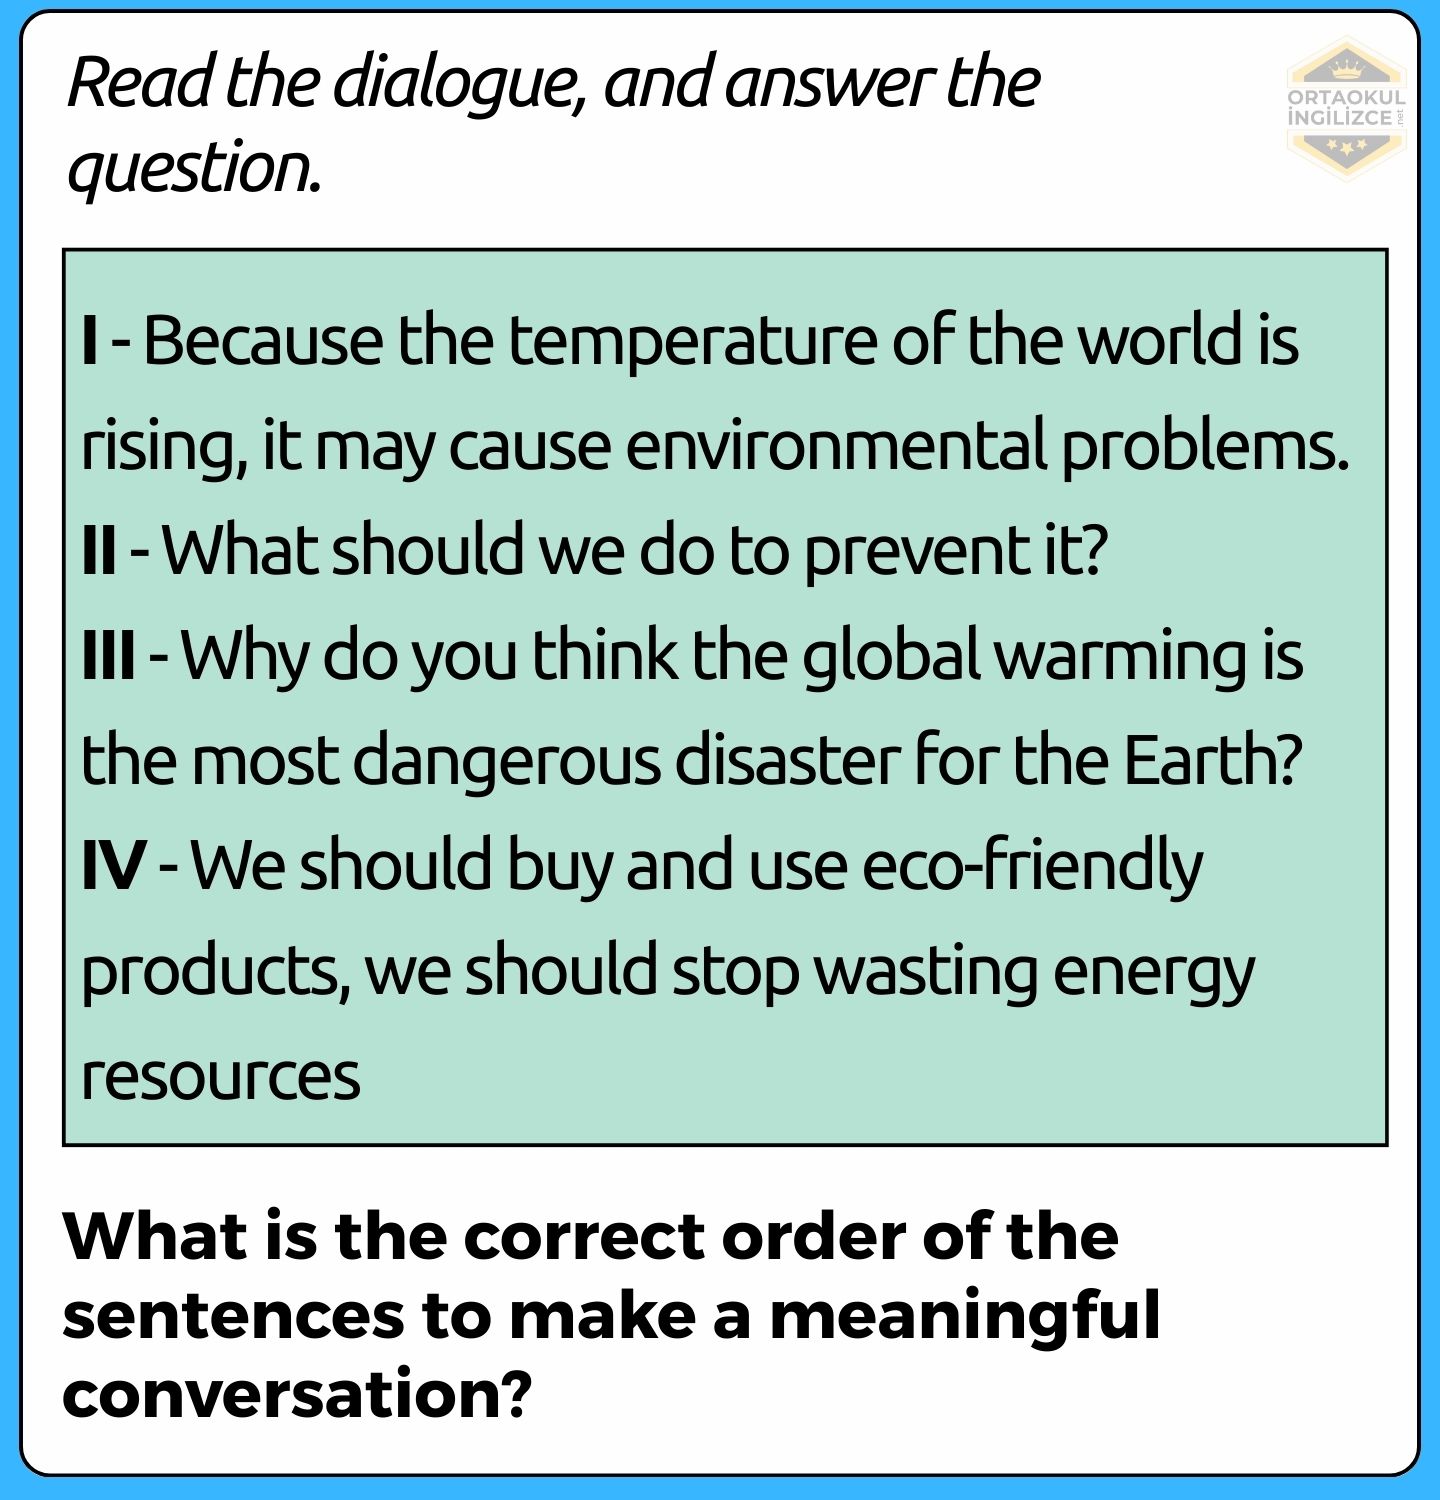 Read the dialogue, and answer the
question.
ORTAOKUL
İNGİLİZCE
.net
I - Because the temperature of the world is
rising, it may cause environmental problems.
II - What should we do to prevent it?
III - Why do you think the global warming is
the most dangerous disaster for the Earth?
IV - We should buy and use eco-friendly
products, we should stop wasting energy
resources
What is the correct order of the
sentences to make a meaningful
conversation?